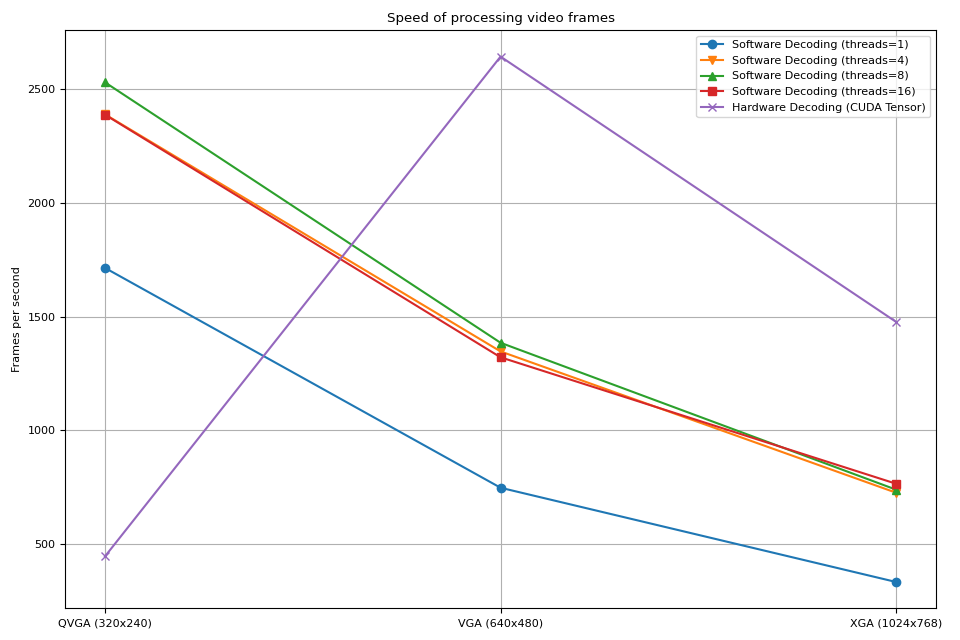 Speed of processing video frames
Software Decoding (threads=1)
Software Decoding (threads=4)
Software Decoding (threads=8)
Software Decoding (threads=16)
Hardware Decoding (CUDA Tensor)
Frames per second
2500
2000
1500
1000
500
QVGA (320x240)
VGA (640x480)
XGA (1024x768)